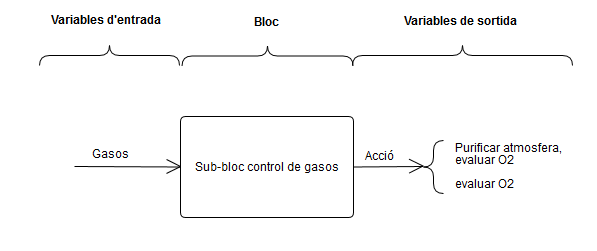 Variables d'entrada
Bloc
Variables de sortida
Gasos
Sub-bloc control de gasos
Acció
Purificar atmosfera,
evaluar O2
evaluar O2